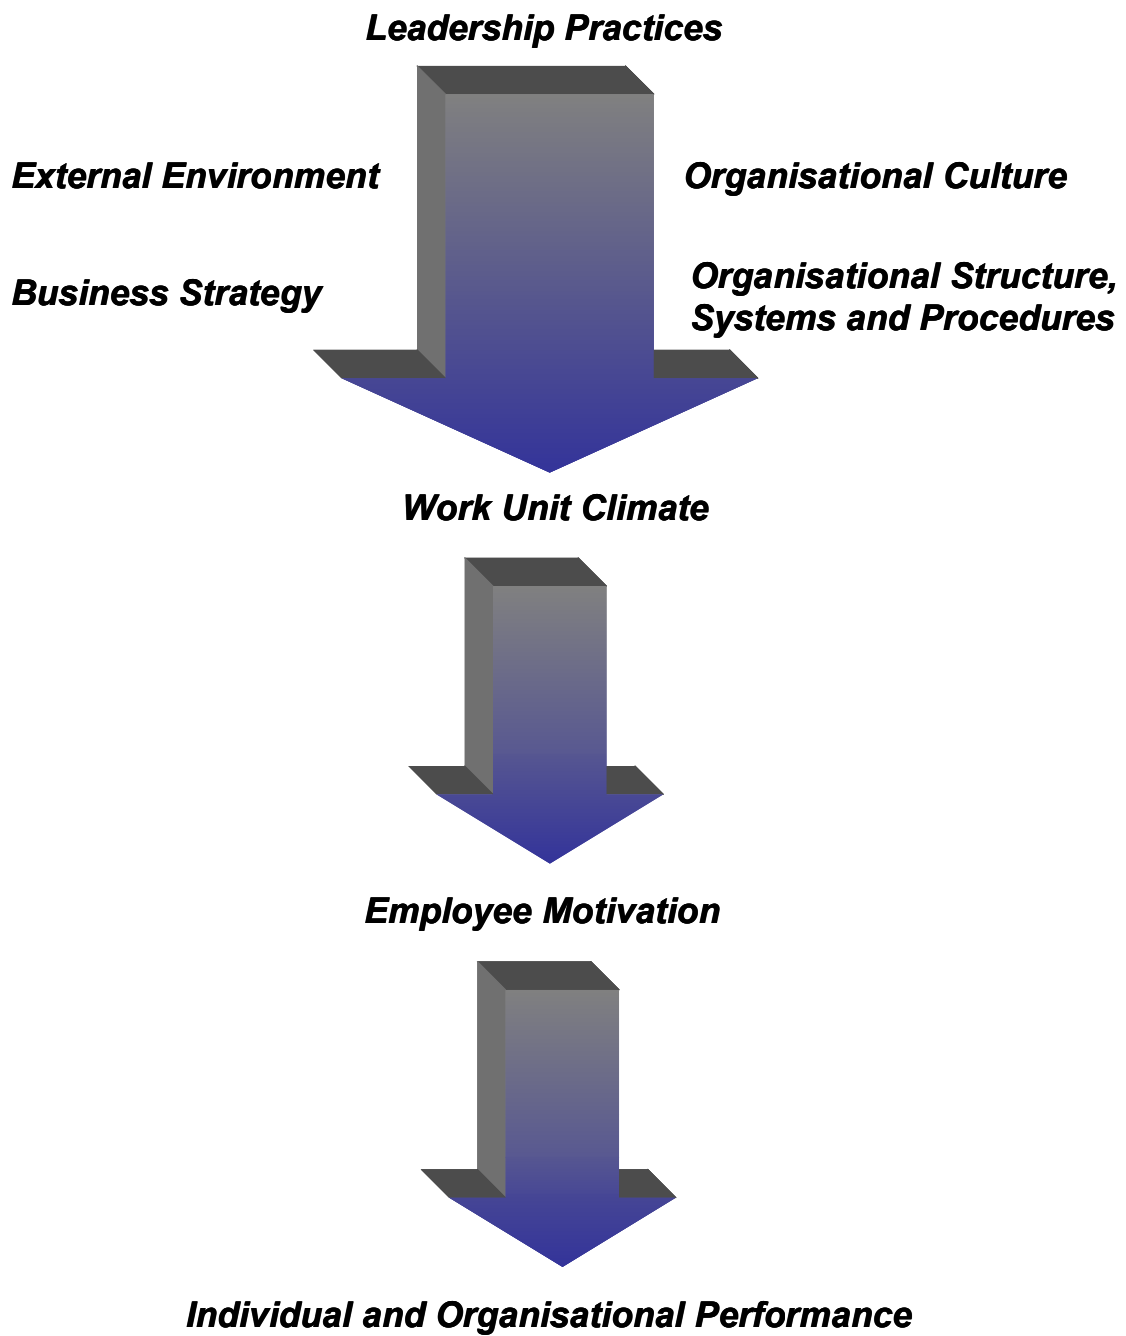 Leadership Practices
External Environment
Organisational Culture
Business Strategy
Organisational Structure,
Systems and Procedures
Work Unit Climate
Employee Motivation
Individual and Organisational Performance